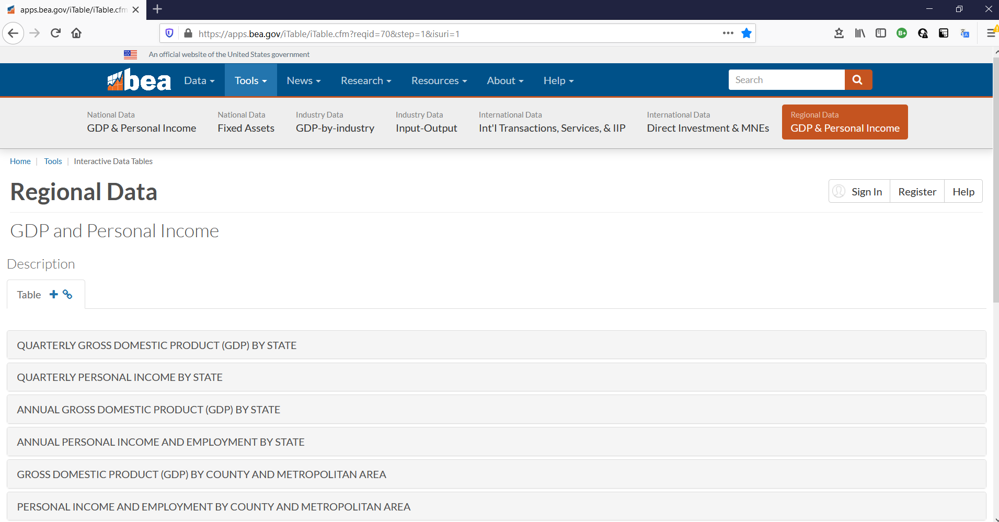 apps.bea.gov/iTable/iTable.cfm
https://apps.bea.gov/iTable/iTable.cfm?reqid=70&step=1&isuri=1
B+
An official website of the United States government
bea Data Tools News Research Resources About Help Search
National Data
GDP & Personal Income
National Data
Fixed Assets
Industry Data
GDP-by-industry
Industry Data
Input-Output
International Data
Int'l Transactions, Services, & IIP
International Data
Direct Investment & MNEs
Regional Data
GDP & Personal Income
Home | Tools | Interactive Data Tables
Regional Data
Sign In Register Help
GDP and Personal Income
Description
Table
QUARTERLY GROSS DOMESTIC PRODUCT (GDP) BY STATE
QUARTERLY PERSONAL INCOME BY STATE
ANNUAL GROSS DOMESTIC PRODUCT (GDP) BY STATE
ANNUAL PERSONAL INCOME AND EMPLOYMENT BY STATE
GROSS DOMESTIC PRODUCT (GDP) BY COUNTY AND METROPOLITAN AREA
PERSONAL INCOME AND EMPLOYMENT BY COUNTY AND METROPOLITAN AREA